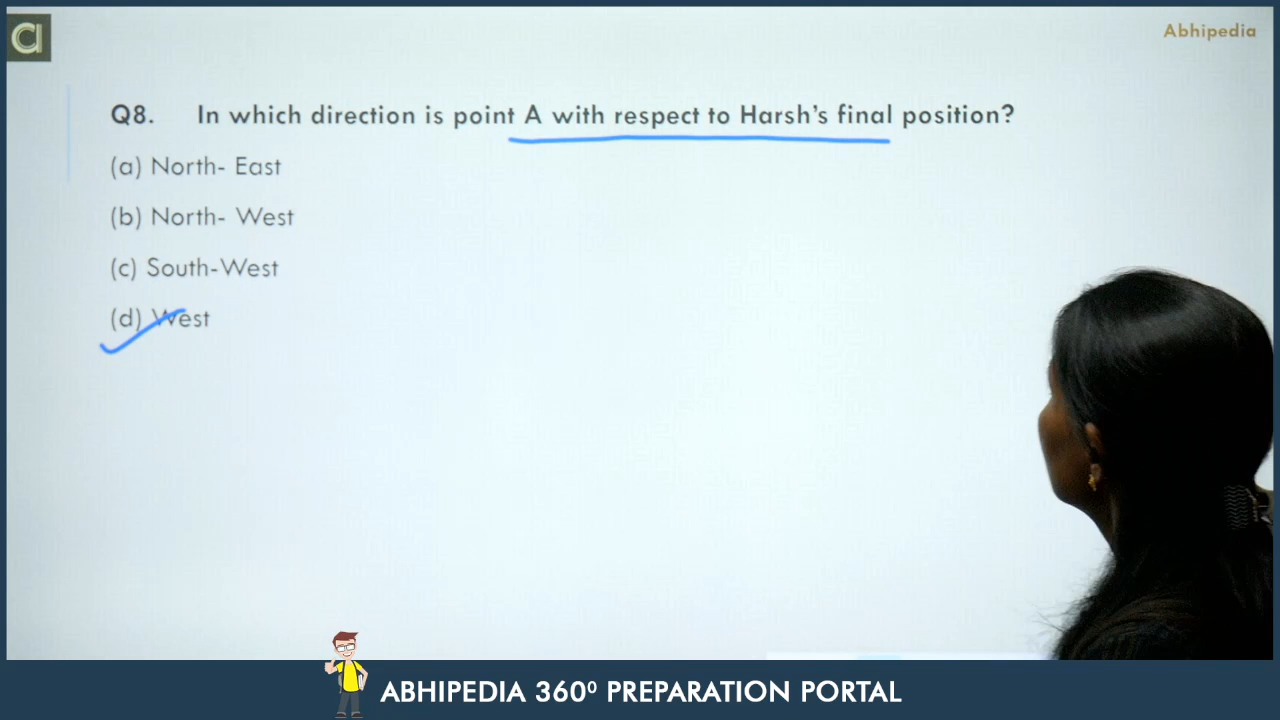 Abhipedia
Q8. In which direction is point A with respect to Harsh's final position?
(a) North- East
(b) North- West
(c) South-West
(d) West
ABHIPEDIA 360⁰ PREPARATION PORTAL